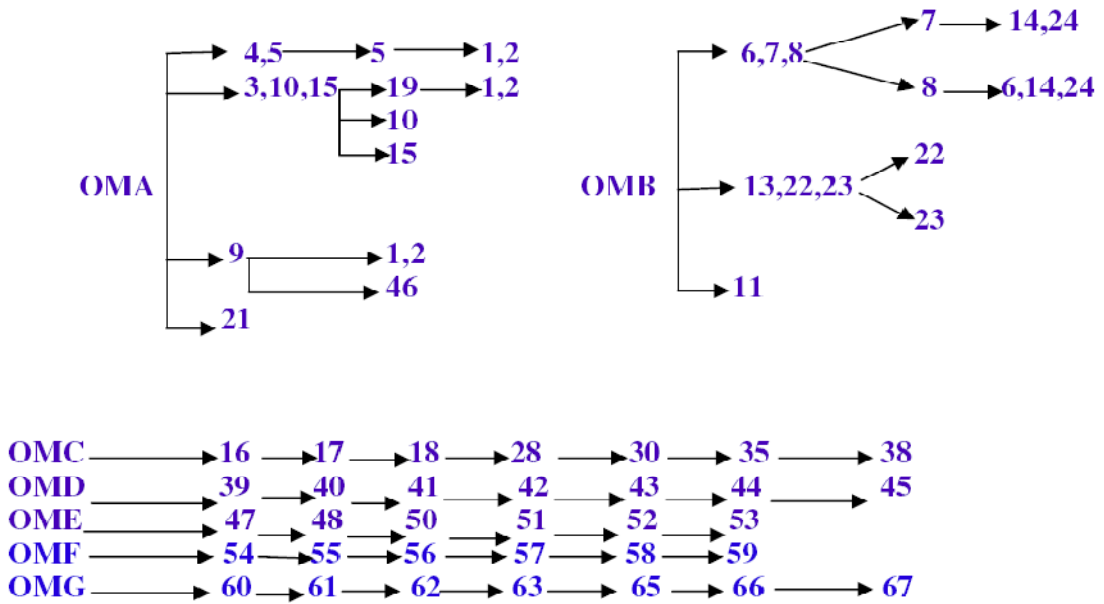 4,5 5 1,2
3,10,15 19 1,2
10
15
OMA
9 1,2
46
21
7 14,24
6,7,8
8 6,14,24
22
OMB 13,22,23
23
11
OMC 16 17 18 28 30 35 38
OMD 39 40 41 42 43 44 45
OME 47 48 50 51 52 53
OMF 54 55 56 57 58 59
OMG 60 61 62 63 65 66 67